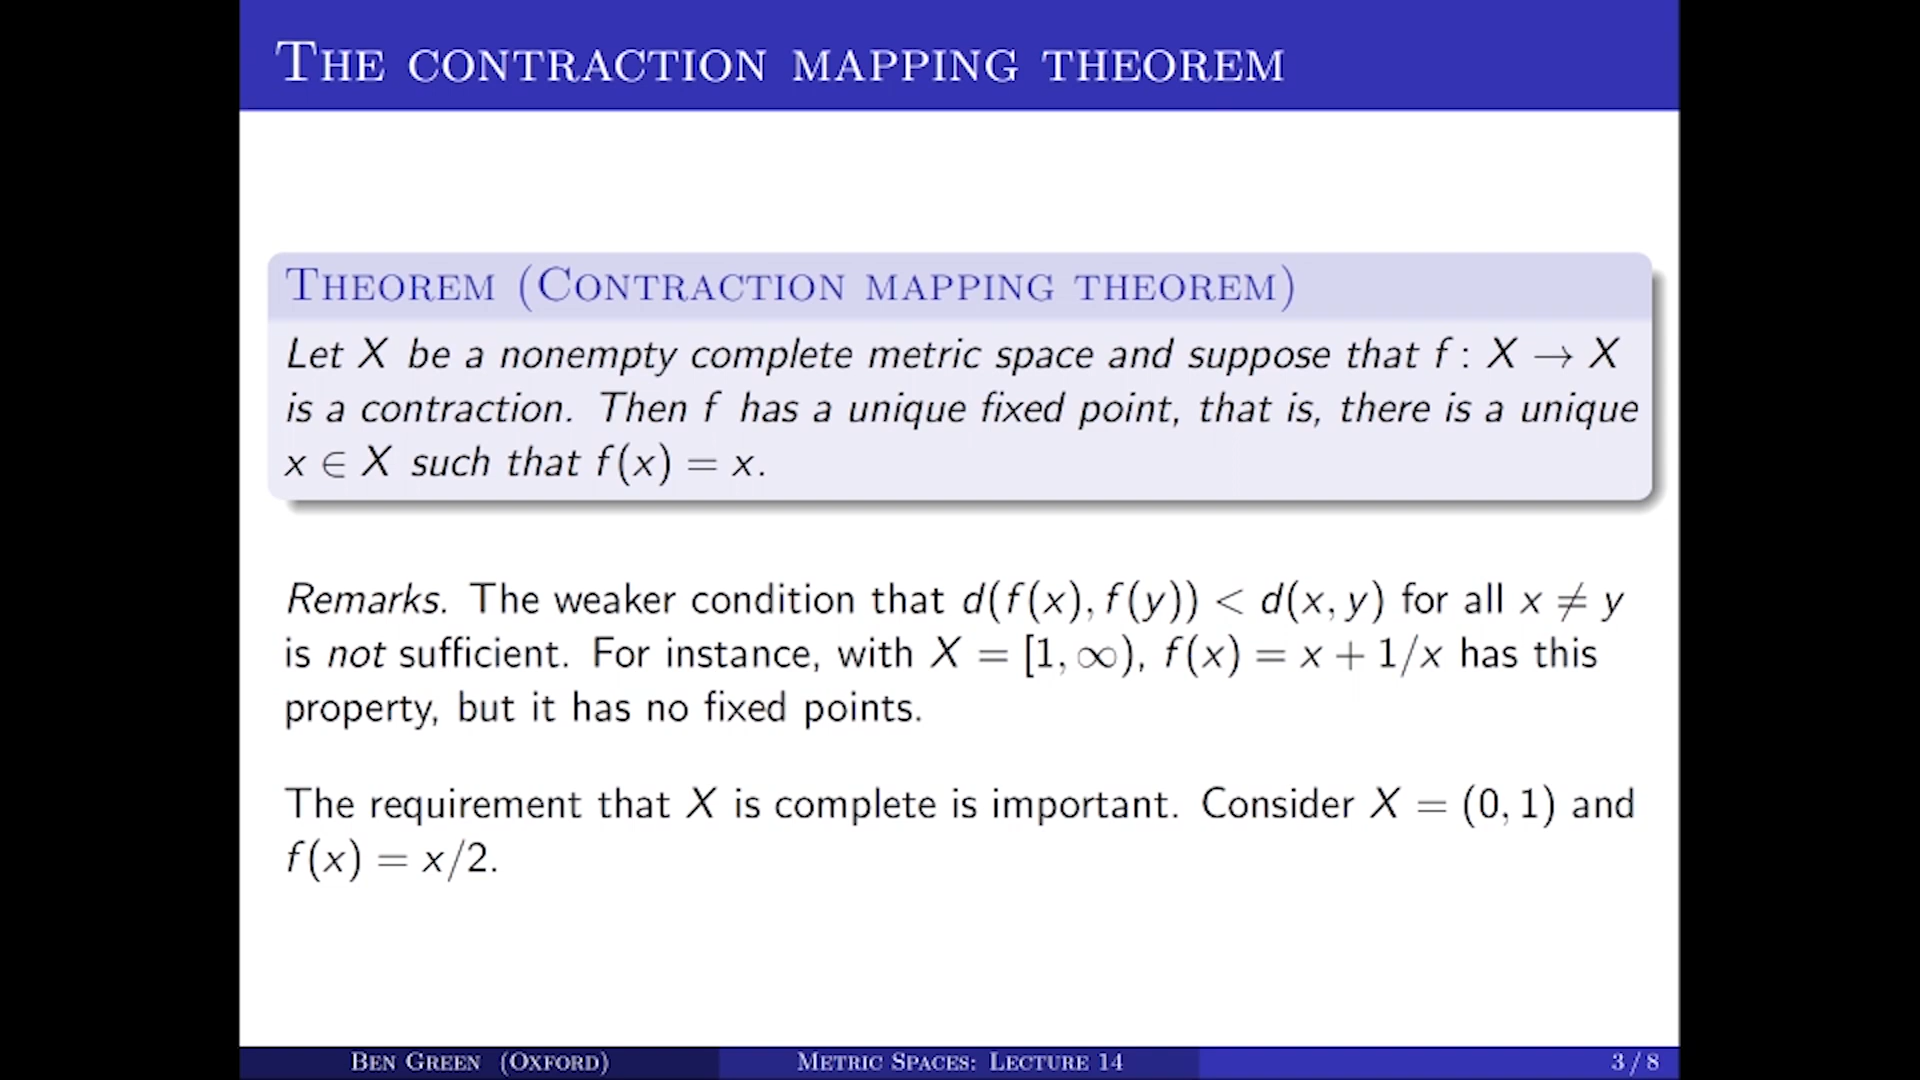 The contraction mapping theorem
Theorem (Contraction mapping theorem)
Let X be a nonempty complete metric space and suppose that f : X → X
is a contraction. Then f has a unique fixed point, that is, there is a unique
x ∈ X such that f(x) = x.
Remarks. The weaker condition that d(f(x), f(y)) < d(x, y) for all x ≠ y
is not sufficient. For instance, with X = [1, ∞), f(x) = x + 1/x has this
property, but it has no fixed points.
The requirement that X is complete is important. Consider X = (0, 1) and
f(x) = x/2.
Ben Green (Oxford) Metric Spaces: Lecture 14 3 / 8